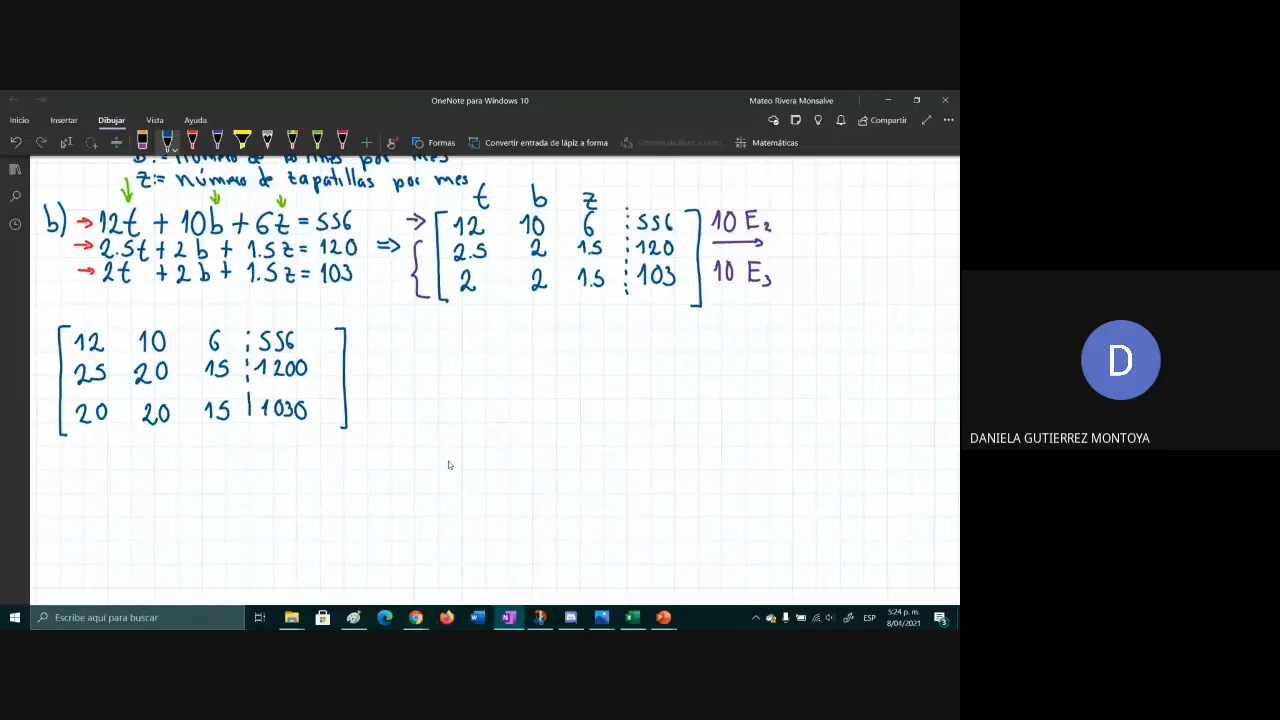 OneNote para Windows 10
Mateo Rivera Monsalve
Inicio Insertar Dibujar Vista Ayuda
Compartir
Formas
Convertir entrada de lápiz a forma
Matemáticas
z:= número de zapatillas por mes
b) 12t + 10b + 6z = 556
2.5t + 2b + 1.5z = 120 =>
2t + 2b + 1.5z = 103
t b z
12 10 6 556 10 E2
2.5 2 1.5 120
2 2 1.5 103 10 E3
12 10 6 556
25 20 15 1200
20 20 15 1030
D
DANIELA GUTIERREZ MONTOYA
Escribe aquí para buscar
ESP
5:24 p. m.
8/04/2021
3